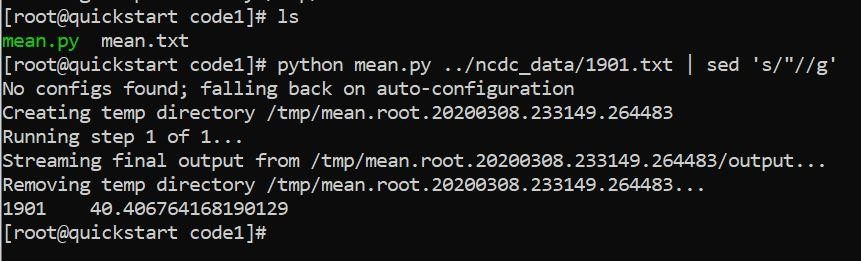 [root@quickstart code1]# ls
mean.py  mean.txt
[root@quickstart code1]# python mean.py ../ncdc_data/1901.txt | sed 's/"//g'
No configs found; falling back on auto-configuration
Creating temp directory /tmp/mean.root.20200308.233149.264483
Running step 1 of 1...
Streaming final output from /tmp/mean.root.20200308.233149.264483/output...
Removing temp directory /tmp/mean.root.20200308.233149.264483...
1901    40.406764168190129
[root@quickstart code1]#